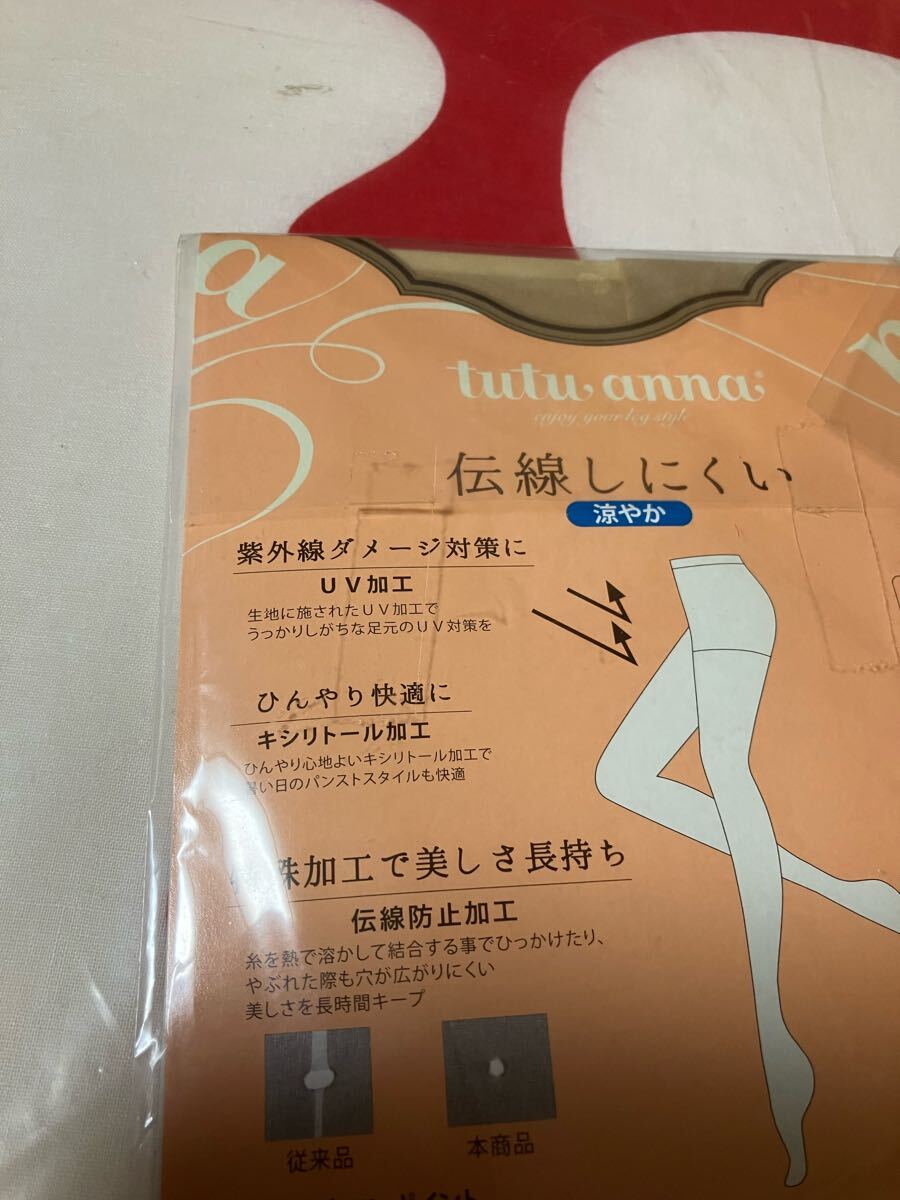 a
tutu anna®
enjoy your leg style
伝線しにくい
涼やか
紫外線ダメージ対策に
UV加工
生地に施されたUV加工で
うっかりしがちな足元のUV対策を
ひんやり快適に
キシリトール加工
ひんやり心地よいキシリトール加工で
暑い日のパンストスタイルも快適
殊加工で美しさ長持ち
伝線防止加工
糸を熱で溶かして結合する事でひっかけたり、
やぶれた際も穴が広がりにくい
美しさを長時間キープ
従来品
本商品